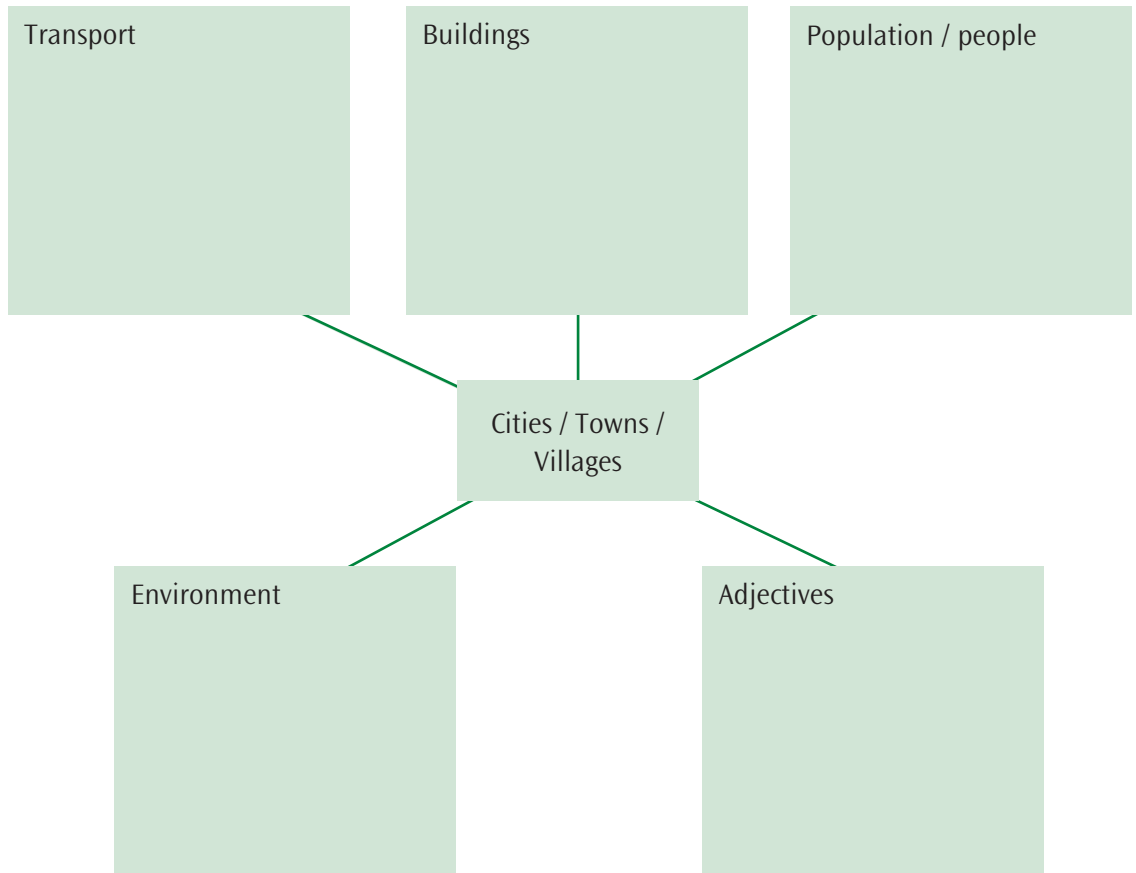 Transport
Buildings
Population / people
Cities / Towns /
Villages
Environment
Adjectives